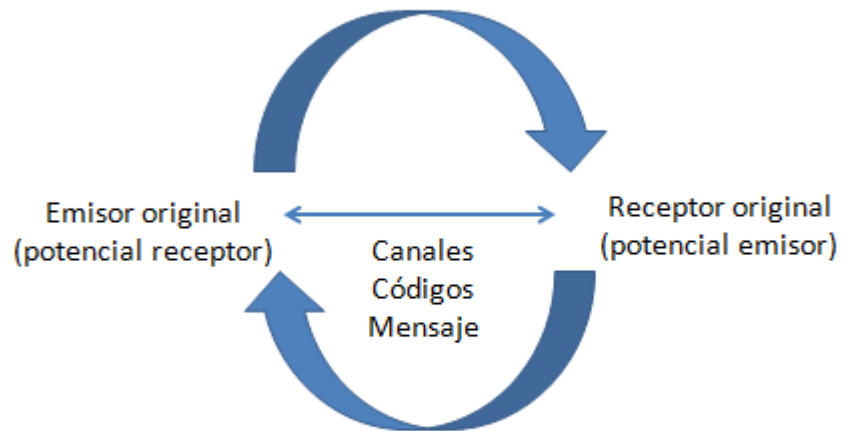 Emisor original
(potencial receptor)
Canales
Códigos
Mensaje
Receptor original
(potencial emisor)